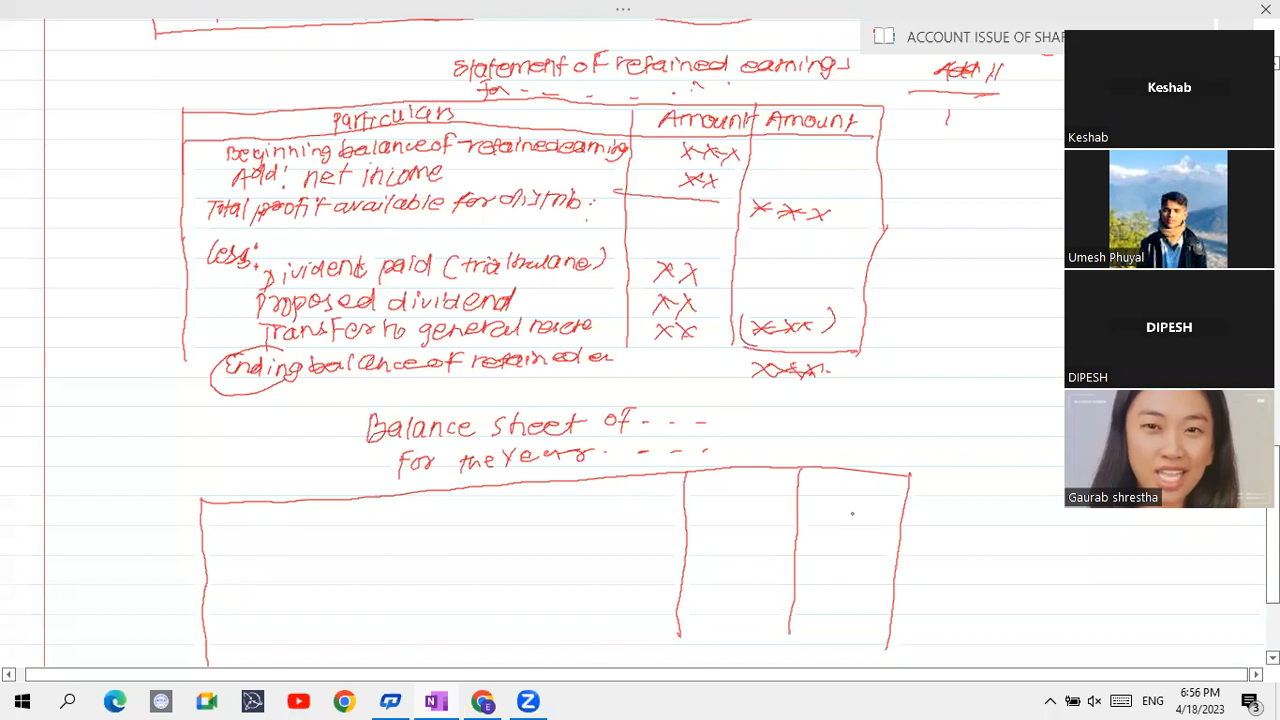 ACCOUNT ISSUE OF SHAR
Statement of retained earnings
for - - - - - -
Particulars Amount Amount
Beginning balance of retained earning xxx
Add: net income xx
Total profit available for distrib: xxx
less:
Divident paid (trial balane) xx
Proposed dividend xx
Transfer to general reserve xx (xxx)
Ending balance of retained ea xxx
Balance sheet of - - -
For the Year - - - -
Keshab
Keshab
Umesh Phuyal
DIPESH
DIPESH
Gaurab shrestha
ENG
6:56 PM
4/18/2023
3